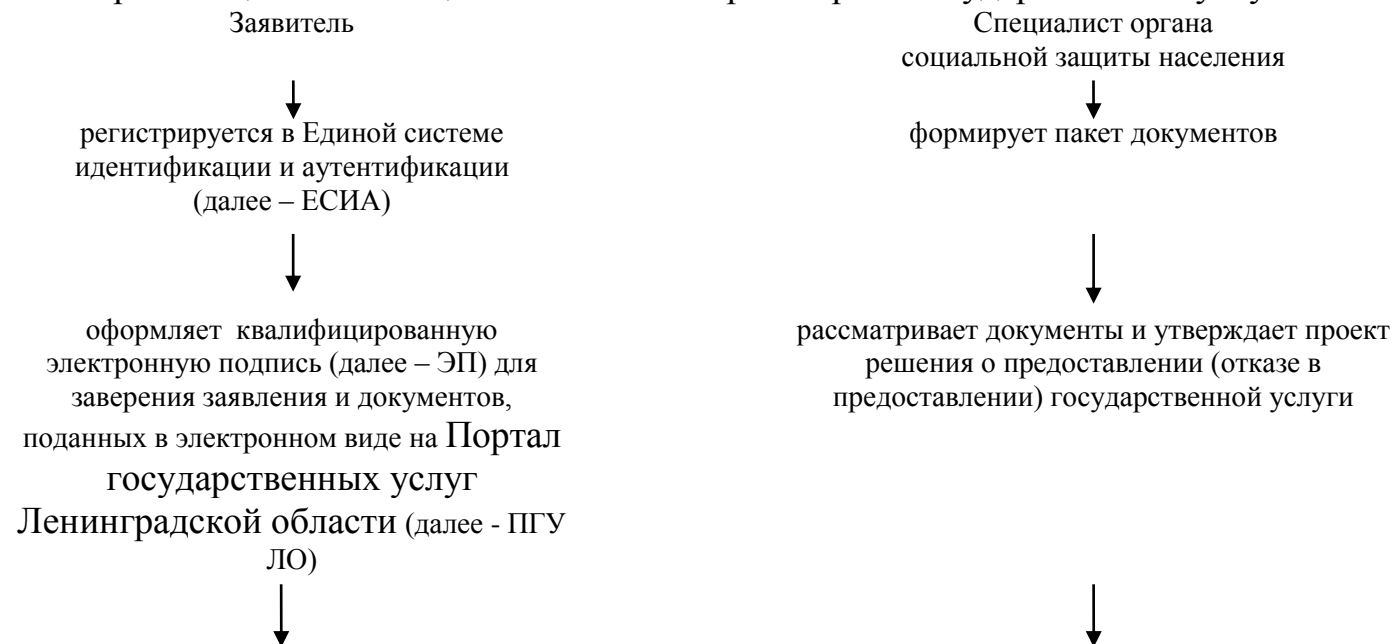 Заявитель
регистрируется в Единой системе
идентификации и аутентификации
(далее – ЕСИА)
оформляет квалифицированную
электронную подпись (далее – ЭП) для
заверения заявления и документов,
поданных в электронном виде на Портал
государственных услуг
Ленинградской области (далее - ПГУ
ЛО)
Специалист органа
социальной защиты населения
формирует пакет документов
рассматривает документы и утверждает проект
решения о предоставлении (отказе в
предоставлении) государственной услуги